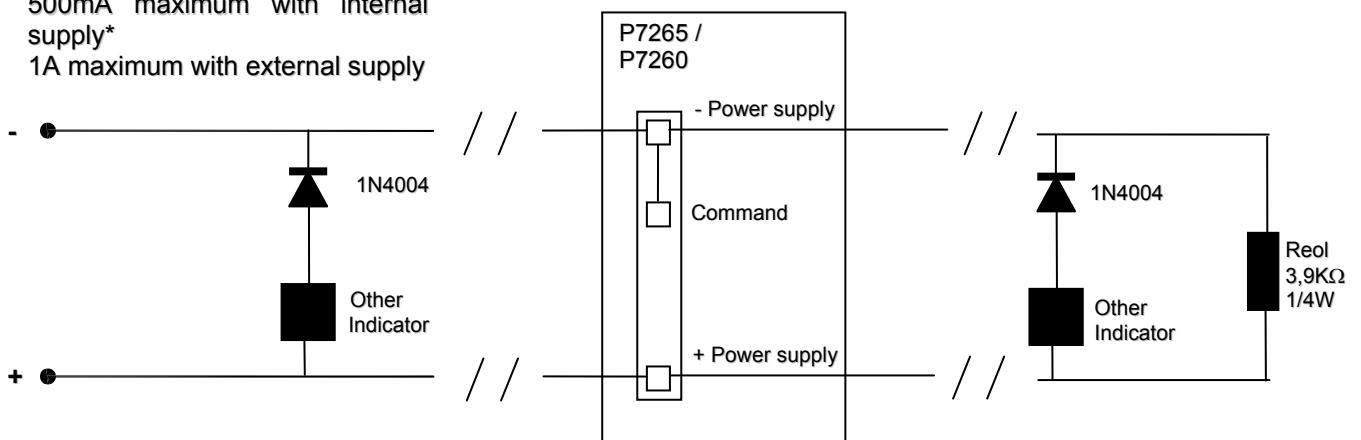 500mA maximum with internal
supply*
1A maximum with external supply
P7265 /
P7260
- Power supply
-
1N4004
1N4004
Command
Reol
3,9KΩ
1/4W
Other
Indicator
Other
Indicator
+ Power supply
+